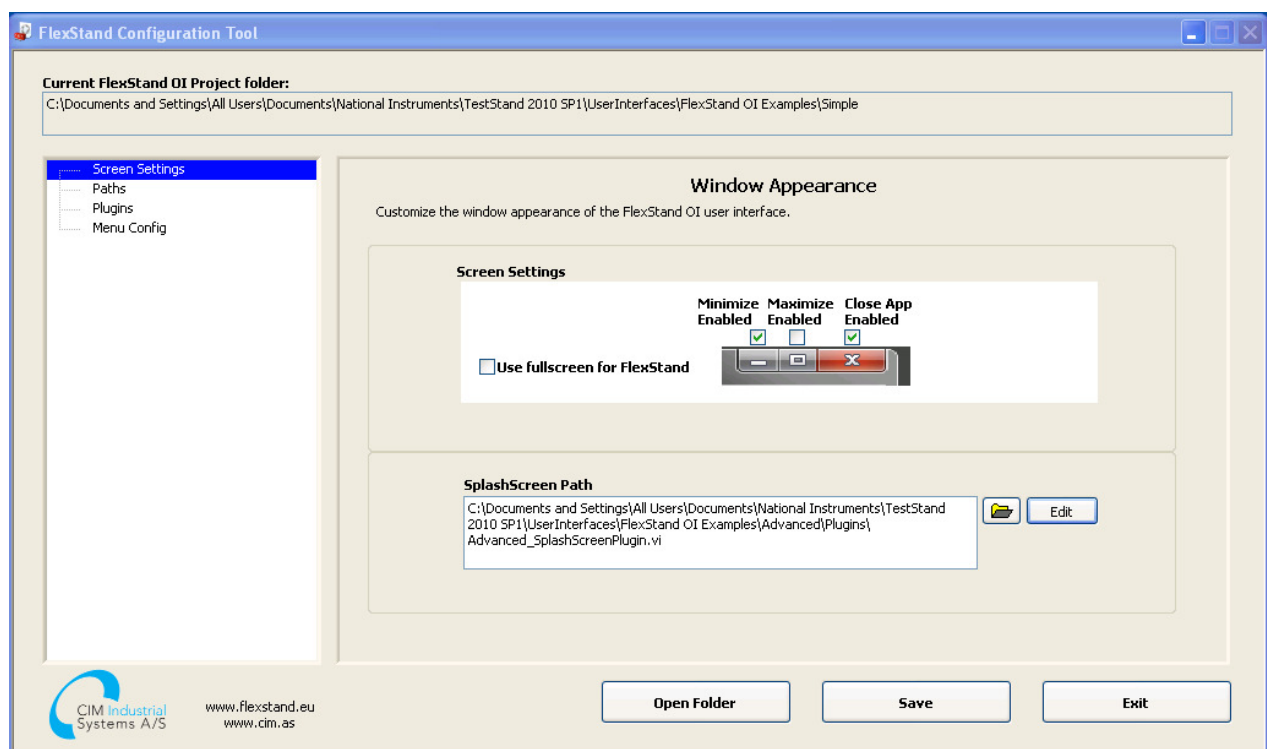 FlexStand Configuration Tool
Current FlexStand OI Project folder:
C:\Documents and Settings\All Users\Documents\National Instruments\TestStand 2010 SP1\UserInterfaces\FlexStand OI Examples\Simple
Screen Settings
Paths
Plugins
Menu Config
Window Appearance
Customize the window appearance of the FlexStand OI user interface.
Screen Settings
Minimize Maximize Close App
Enabled Enabled Enabled
Use fullscreen for FlexStand
SplashScreen Path
C:\Documents and Settings\All Users\Documents\National Instruments\TestStand
2010 SP1\UserInterfaces\FlexStand OI Examples\Advanced\Plugins\
Advanced_SplashScreenPlugin.vi
Edit
CIM Industrial
Systems A/S
www.flexstand.eu
www.cim.as
Open Folder
Save
Exit